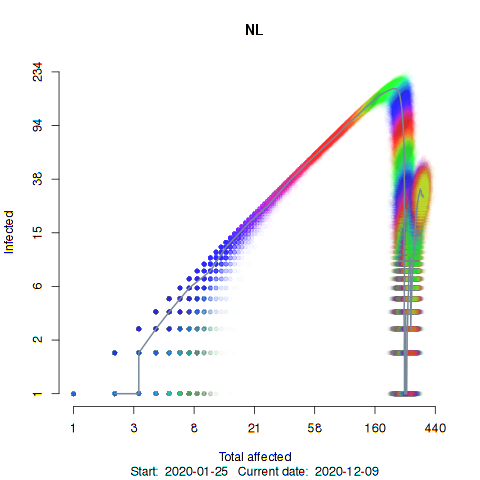 NL
234
94
38
15
6
2
1
Infected
1 3 8 21 58 160 440
Total affected
Start: 2020-01-25 Current date: 2020-12-09